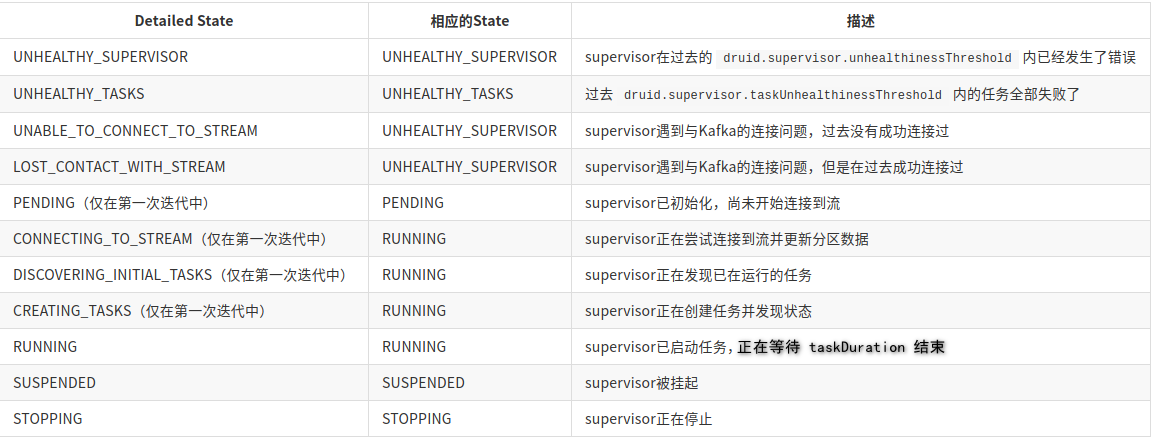 Detailed State 相应的State 描述
UNHEALTHY_SUPERVISOR UNHEALTHY_SUPERVISOR supervisor在过去的 druid.supervisor.unhealthinessThreshold 内已经发生了错误
UNHEALTHY_TASKS UNHEALTHY_TASKS 过去 druid.supervisor.taskUnhealthinessThreshold 内的任务全部失败了
UNABLE_TO_CONNECT_TO_STREAM UNHEALTHY_SUPERVISOR supervisor遇到与Kafka的连接问题，过去没有成功连接过
LOST_CONTACT_WITH_STREAM UNHEALTHY_SUPERVISOR supervisor遇到与Kafka的连接问题，但是在过去成功连接过
PENDING（仅在第一次迭代中） PENDING supervisor已初始化，尚未开始连接到流
CONNECTING_TO_STREAM（仅在第一次迭代中） RUNNING supervisor正在尝试连接到流并更新分区数据
DISCOVERING_INITIAL_TASKS（仅在第一次迭代中） RUNNING supervisor正在发现已在运行的任务
CREATING_TASKS（仅在第一次迭代中） RUNNING supervisor正在创建任务并发现状态
RUNNING RUNNING supervisor已启动任务，正在等待 taskDuration 结束
SUSPENDED SUSPENDED supervisor被挂起
STOPPING STOPPING supervisor正在停止